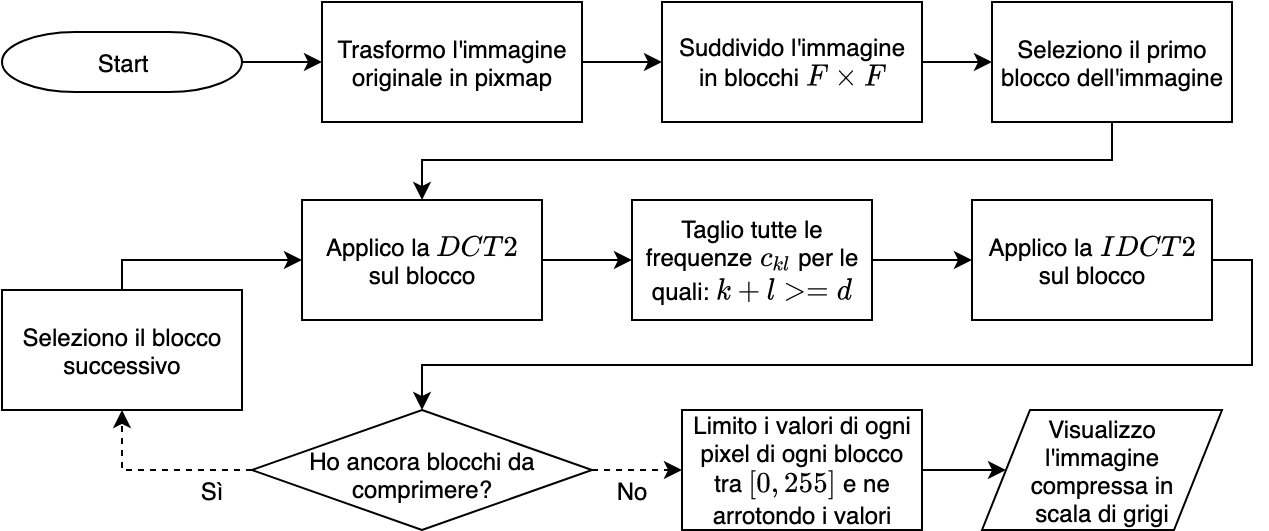 Start
Trasformo l'immagine
originale in pixmap
Suddivido l'immagine
in blocchi F × F
Seleziono il primo
blocco dell'immagine
Applico la DCT2
sul blocco
Taglio tutte le
frequenze c_{kl} per le
quali: k + l >= d
Applico la IDCT2
sul blocco
Seleziono il blocco
successivo
Ho ancora blocchi da
comprimere?
Sì
No
Limito i valori di ogni
pixel di ogni blocco
tra [0, 255] e ne
arrotondo i valori
Visualizzo
l'immagine
compressa in
scala di grigi